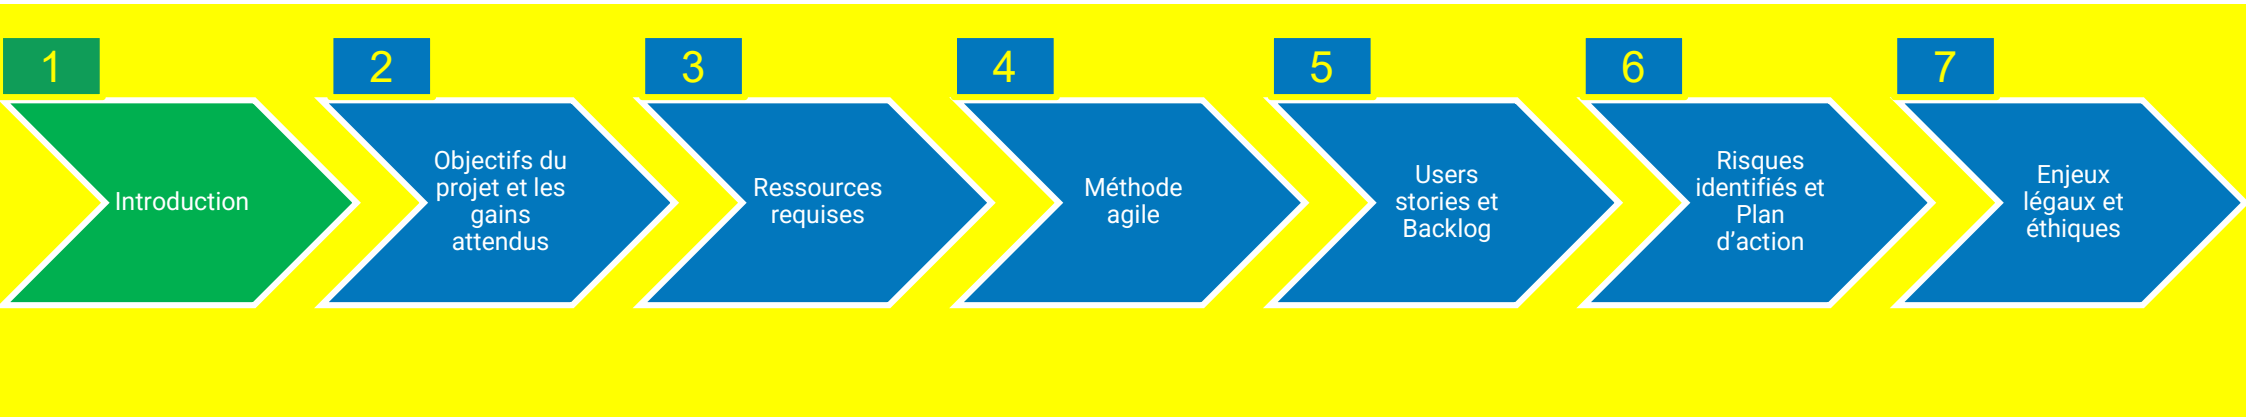 1
Introduction
2
Objectifs du
projet et les
gains
attendus
3
Ressources
requises
4
Méthode
agile
5
Users
stories et
Backlog
6
Risques
identifiés et
Plan
d’action
7
Enjeux
légaux et
éthiques